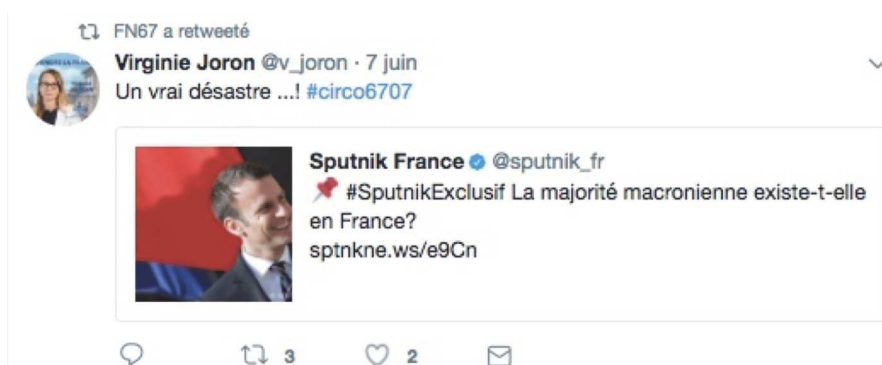 FN67 a retweeté
Virginie Joron @v_joron · 7 juin
Un vrai désastre ...! #circo6707
Sputnik France @sputnik_fr
📌 #SputnikExclusif La majorité macronienne existe-t-elle
en France?
sptnkne.ws/e9Cn
3 2